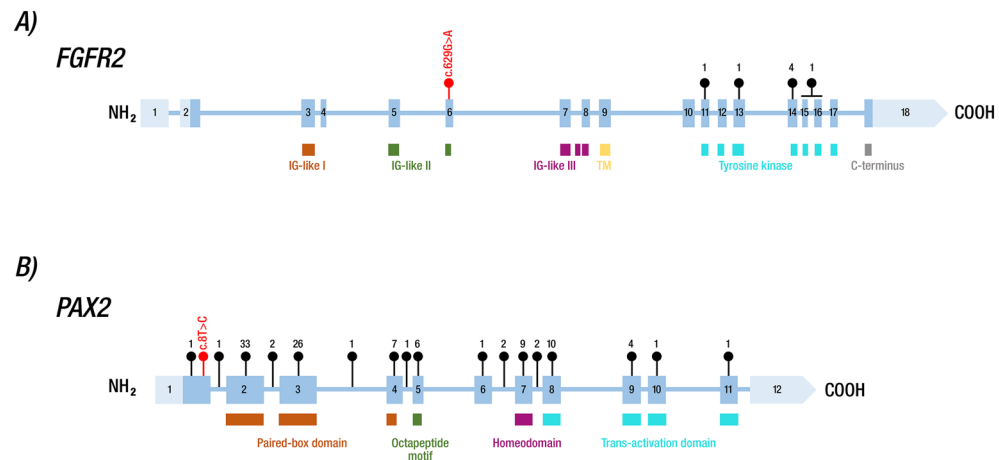 A)
FGFR2
c.629G>A
1 1 4 1
NH2 1 2 3 4 5 6 7 8 9 10 11 12 13 14 15 16 17 18 COOH
IG-like I IG-like II IG-like III TM Tyrosine kinase C-terminus
B)
PAX2
c.8T>C
1 1 33 2 26 1 7 1 6 1 2 9 2 10 4 1 1
NH2 1 2 3 4 5 6 7 8 9 10 11 12 COOH
Paired-box domain Octapeptide Homeodomain Trans-activation domain
motif